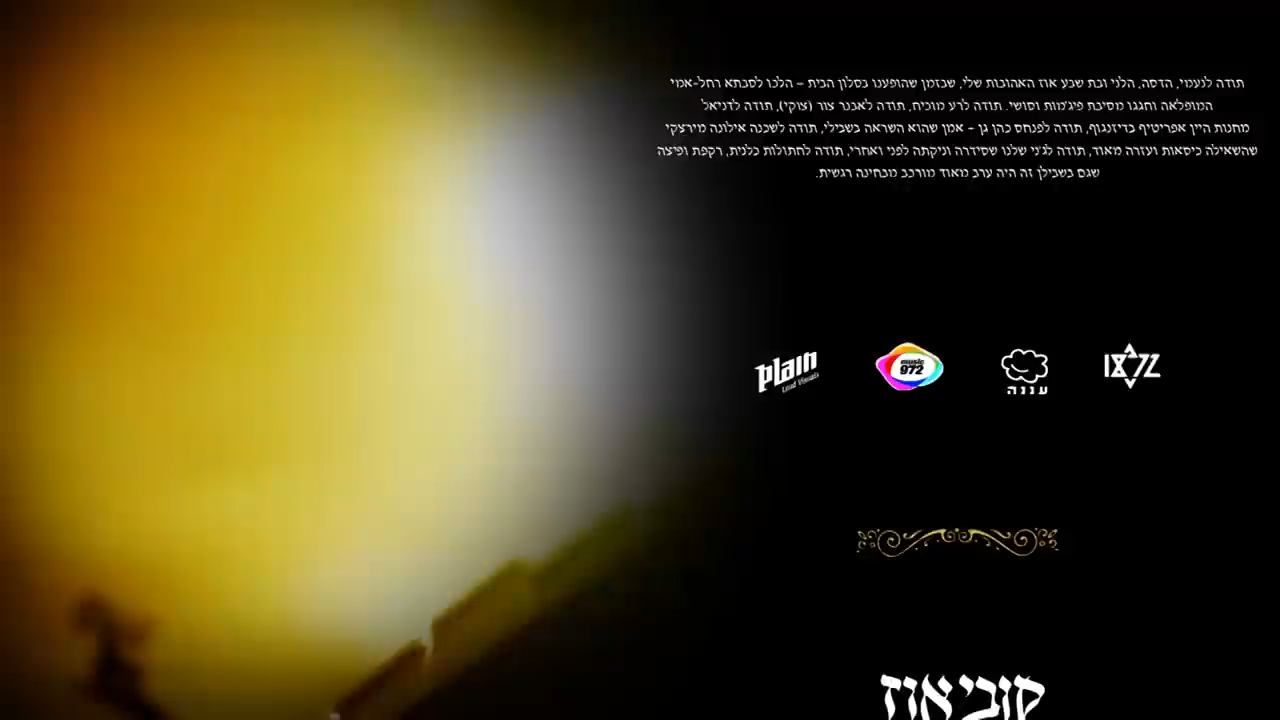 תודה לנעמי, הדסה, הלני ובת שבע אוז האהובות שלי, שבזמן שהופענו בסלון הבית – הלכו לסבתא רחל-אמי
המופלאה וחגגו מסיבת פיג'מות וסושי. תודה לרע מוכיח, תודה לאבנר צור (צוקי), תודה לדניאל
מחנות היין אפריטיף בדיזנגוף, תודה לפנחס כהן גן – אמן שהוא השראה בשבילי, תודה לשכנה אילונה מירצקי
שהשאילה כיסאות ועזרה מאוד, תודה לג'ני שלנו שסידרה וניקתה לפני ואחרי, תודה לחתולות כלנית, רקפת ופיצה
שגם בשבילן זה היה ערב מאוד מורכב מבחינה רגשית.
plain
Loud Visuals
music
972
עננה
קובי אוז